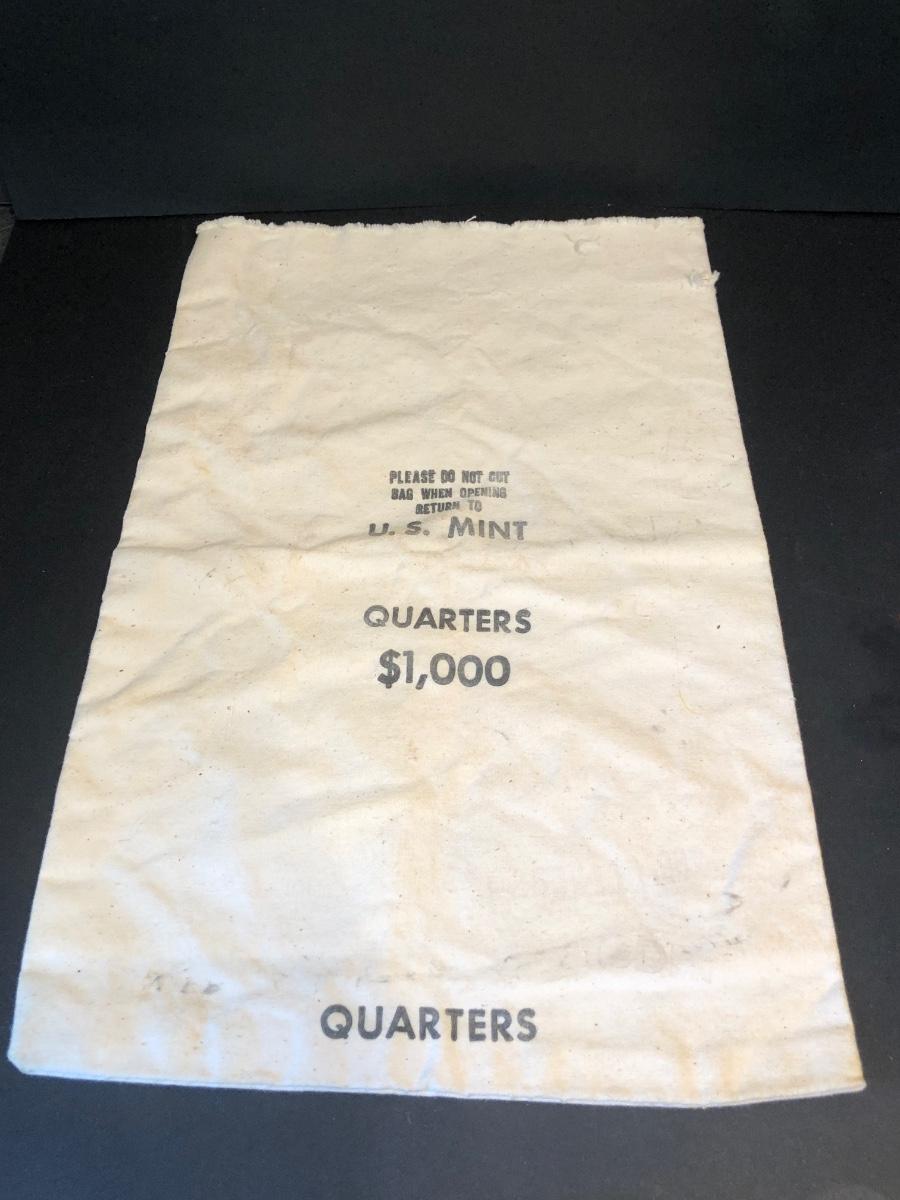 PLEASE DO NOT CUT
BAG WHEN OPENING
RETURN TO
U. S. MINT
QUARTERS
$1,000
QUARTERS